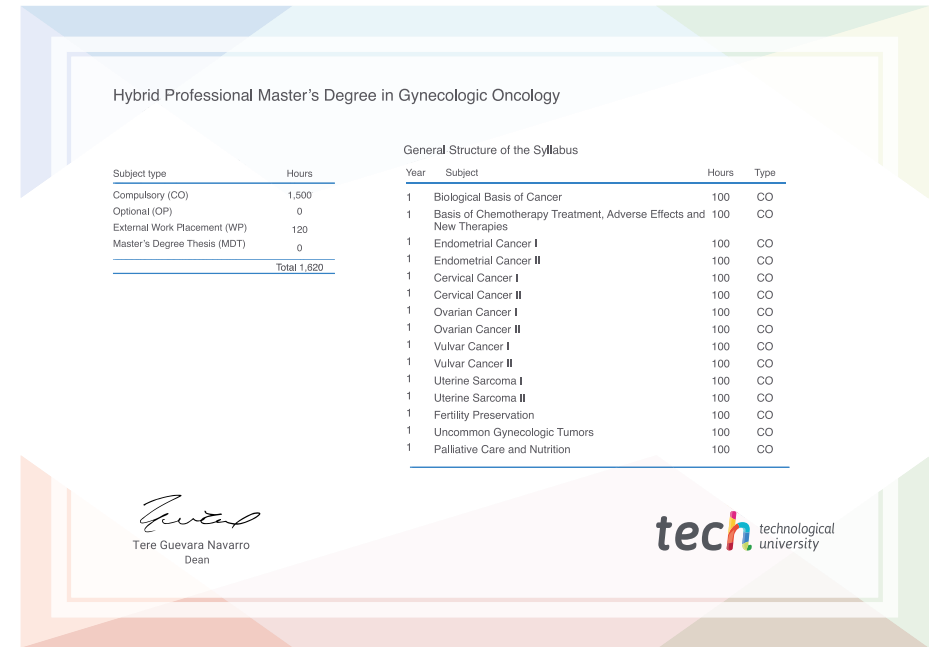 Hybrid Professional Master's Degree in Gynecologic Oncology
General Structure of the Syllabus
Subject type Hours
Compulsory (CO) 1,500
Optional (OP) 0
External Work Placement (WP) 120
Master's Degree Thesis (MDT) 0
Total 1,620
Year Subject Hours Type
1 Biological Basis of Cancer 100 CO
1 Basis of Chemotherapy Treatment, Adverse Effects and 100 CO
New Therapies
1 Endometrial Cancer I 100 CO
1 Endometrial Cancer II 100 CO
1 Cervical Cancer I 100 CO
1 Cervical Cancer II 100 CO
1 Ovarian Cancer I 100 CO
1 Ovarian Cancer II 100 CO
1 Vulvar Cancer I 100 CO
1 Vulvar Cancer II 100 CO
1 Uterine Sarcoma I 100 CO
1 Uterine Sarcoma II 100 CO
1 Fertility Preservation 100 CO
1 Uncommon Gynecologic Tumors 100 CO
1 Palliative Care and Nutrition 100 CO
Tere Guevara Navarro
Dean
tech technological
university